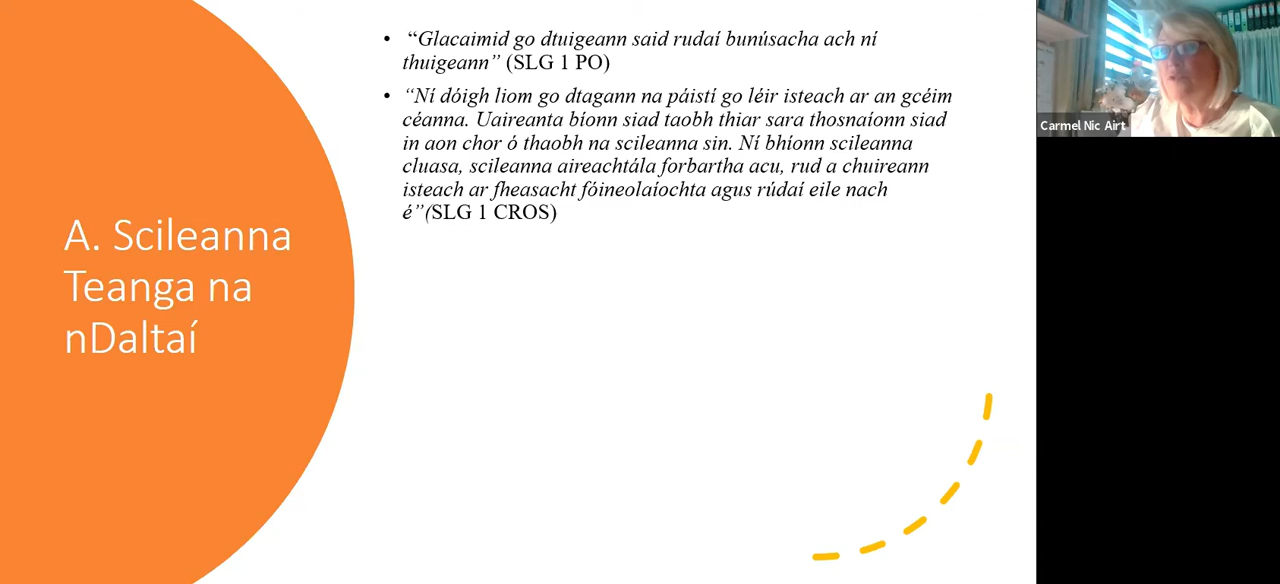 A. Scileanna
Teanga na
nDaltaí
• “Glacaimid go dtuigeann said rudaí bunúsacha ach ní
thuigeann” (SLG 1 PO)
• “Ní dóigh liom go dtagann na páistí go léir isteach ar an gcéim
céanna. Uaireanta bíonn siad taobh thiar sara thosnaíonn siad
in aon chor ó thaobh na scileanna sin. Ní bhíonn scileanna
cluasa, scileanna aireachtála forbartha acu, rud a chuireann
isteach ar fheasacht fóineolaíochta agus rúdaí eile nach
é”(SLG 1 CROS)
Carmel Nic Airt